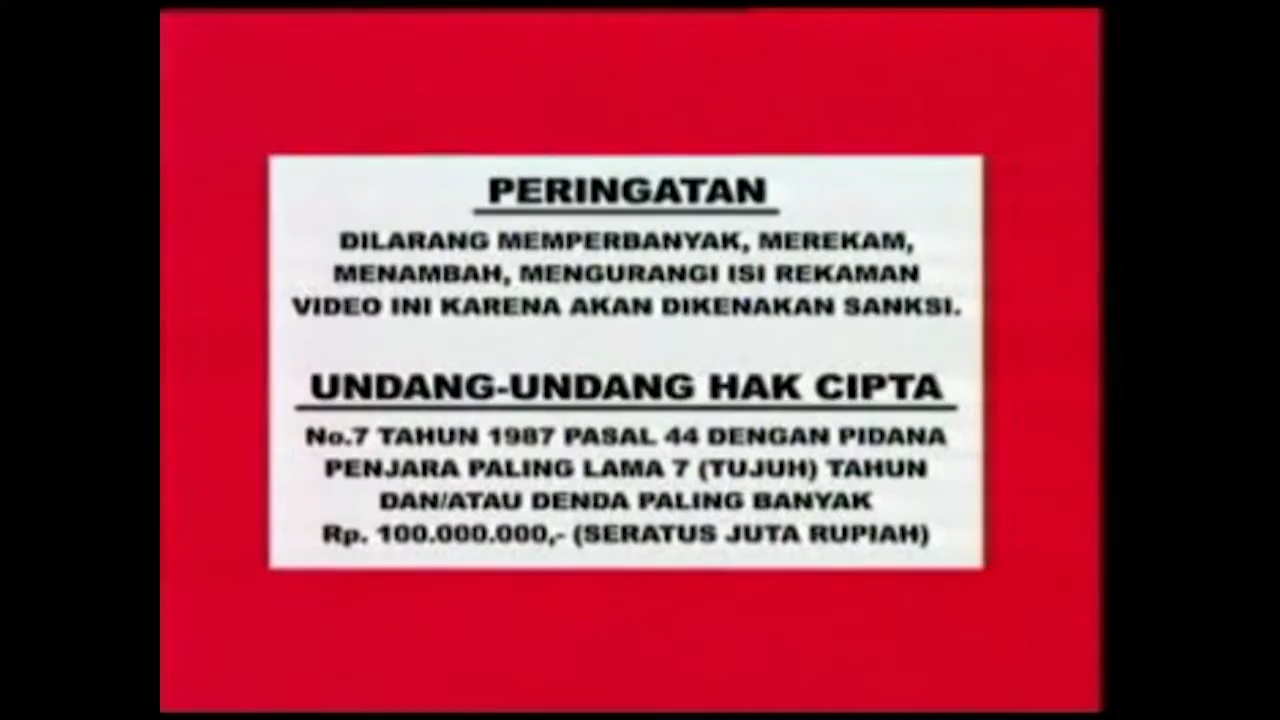 PERINGATAN
DILARANG MEMPERBANYAK, MEREKAM,
MENAMBAH, MENGURANGI ISI REKAMAN
VIDEO INI KARENA AKAN DIKENAKAN SANKSI.
UNDANG-UNDANG HAK CIPTA
No.7 TAHUN 1987 PASAL 44 DENGAN PIDANA
PENJARA PALING LAMA 7 (TUJUH) TAHUN
DAN/ATAU DENDA PALING BANYAK
Rp. 100.000.000,- (SERATUS JUTA RUPIAH)